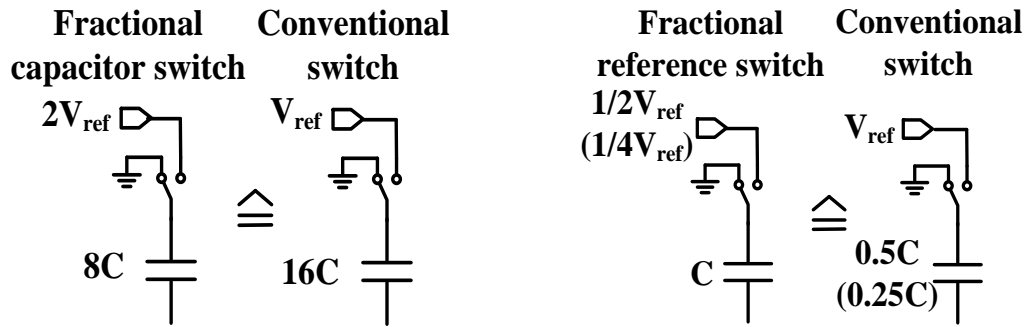 Fractional capacitor switch
Conventional switch
Fractional reference switch
Conventional switch
2Vref
Vref
1/2Vref
(1/4Vref)
Vref
8C
16C
C
0.5C
(0.25C)